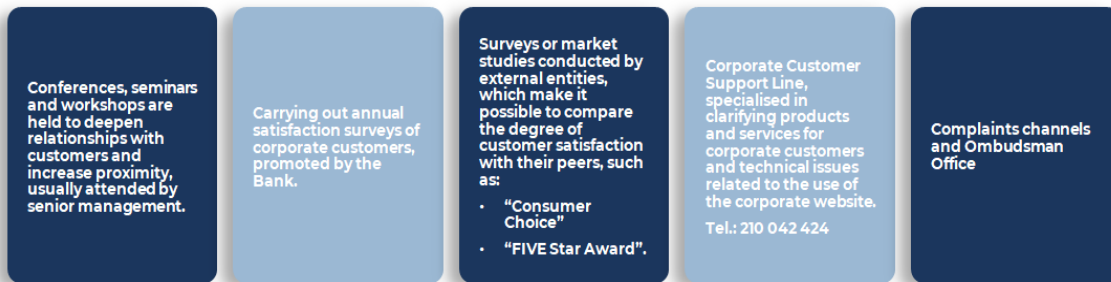 Conferences, seminars
and workshops are
held to deepen
relationships with
customers and
increase proximity,
usually attended by
senior management.
Carrying out annual
satisfaction surveys of
corporate customers,
promoted by the
Bank.
Surveys or market
studies conducted by
external entities,
which make it
possible to compare
the degree of
customer satisfaction
with their peers, such
as:
• “Consumer
Choice”
• “FIVE Star Award”.
Corporate Customer
Support Line,
specialised in
clarifying products
and services for
corporate customers
and technical issues
related to the use of
the corporate website.
Tel.: 210 042 424
Complaints channels
and Ombudsman
Office